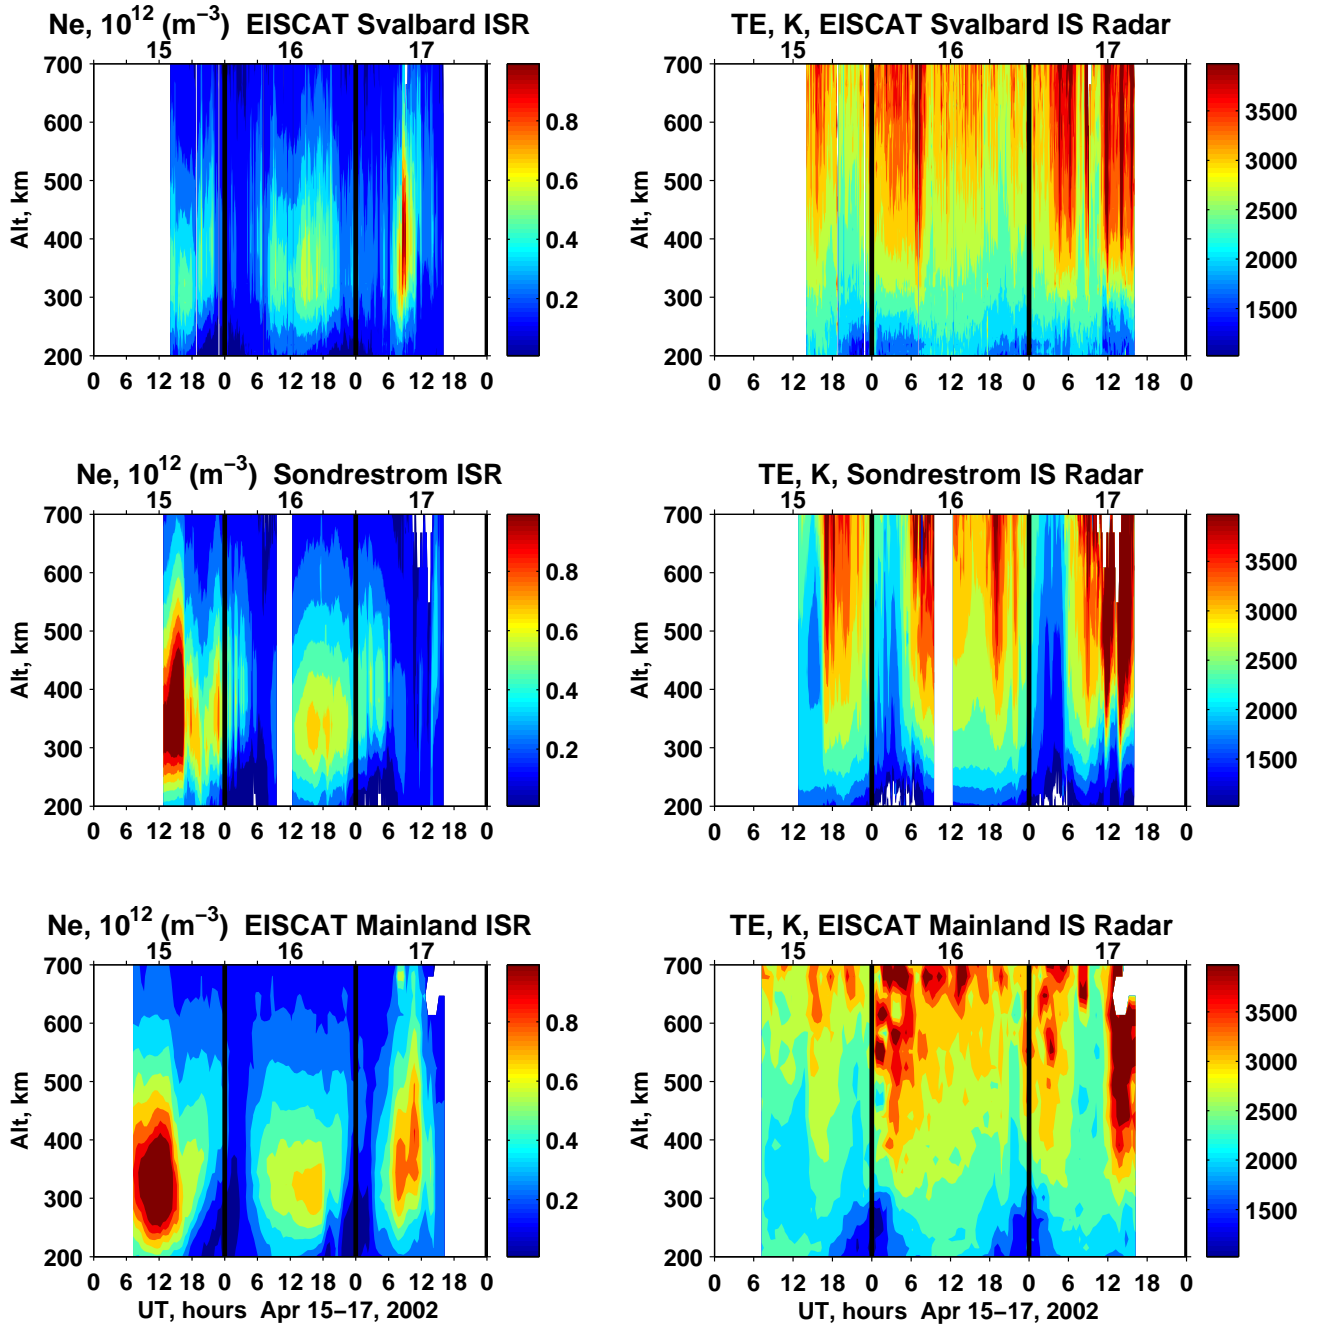 Ne, 10^12 (m^−3)  EISCAT Svalbard ISR
15 16 17
700
600
500
400
300
200
Alt, km
0 6 12 18 0 6 12 18 0 6 12 18 0
0.8
0.6
0.4
0.2
TE, K, EISCAT Svalbard IS Radar
15 16 17
700
600
500
400
300
200
Alt, km
0 6 12 18 0 6 12 18 0 6 12 18 0
3500
3000
2500
2000
1500
Ne, 10^12 (m^−3)  Sondrestrom ISR
15 16 17
700
600
500
400
300
200
Alt, km
0 6 12 18 0 6 12 18 0 6 12 18 0
0.8
0.6
0.4
0.2
TE, K, Sondrestrom IS Radar
15 16 17
700
600
500
400
300
200
Alt, km
0 6 12 18 0 6 12 18 0 6 12 18 0
3500
3000
2500
2000
1500
Ne, 10^12 (m^−3)  EISCAT Mainland ISR
15 16 17
700
600
500
400
300
200
Alt, km
0 6 12 18 0 6 12 18 0 6 12 18 0
UT, hours  Apr 15−17, 2002
0.8
0.6
0.4
0.2
TE, K, EISCAT Mainland IS Radar
15 16 17
700
600
500
400
300
200
Alt, km
0 6 12 18 0 6 12 18 0 6 12 18 0
UT, hours  Apr 15−17, 2002
3500
3000
2500
2000
1500